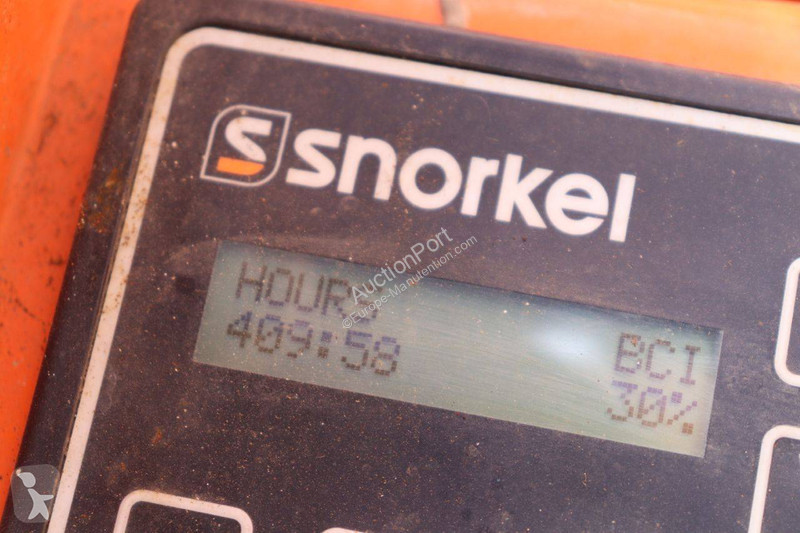 S snorkel
HOURS
409:58
BCI
30%
AuctionPort
©Europe-Manutention.com